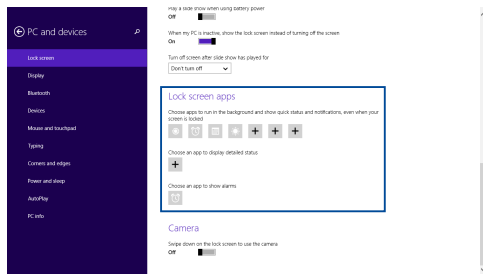 Play a slide show when using battery power
Off
PC and devices
When my PC is inactive, show the lock screen instead of turning off the screen
On
Lock screen
Turn off screen after slide show has played for
Don't turn off
Display
Bluetooth
Devices
Mouse and touchpad
Typing
Corners and edges
Power and sleep
AutoPlay
PC info
Lock screen apps
Choose apps to run in the background and show quick status and notifications, even when your
screen is locked
Choose an app to display detailed status
Choose an app to show alarms
Camera
Swipe down on the lock screen to use the camera
Off